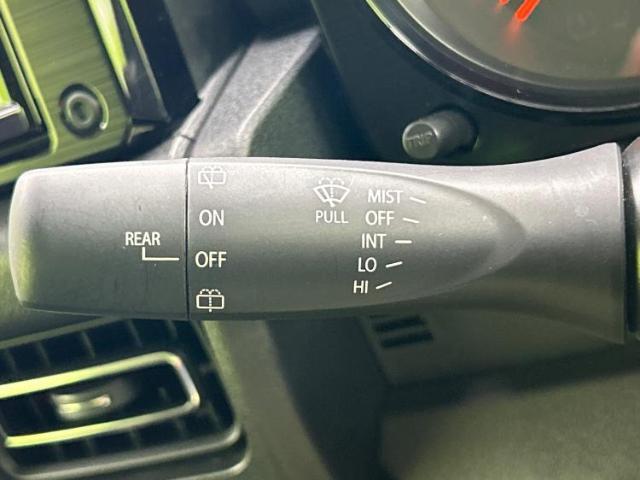 TRIP
ON
REAR
OFF
PULL
MIST
OFF
INT
LO
HI